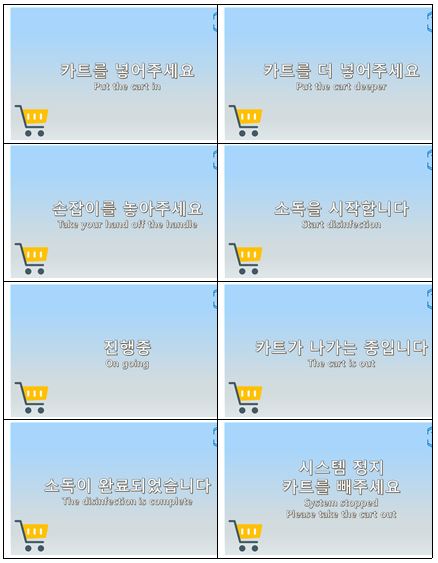 카트를 넣어주세요
Put the cart in
카트를 더 넣어주세요
Put the cart deeper
손잡이를 놓아주세요
Take your hand off the handle
소독을 시작합니다
Start disinfection
진행중
On going
카트가 나가는 중입니다
The cart is out
소독이 완료되었습니다
The disinfection is complete
시스템 정지
카트를 빼주세요
System stopped
Please take the cart out